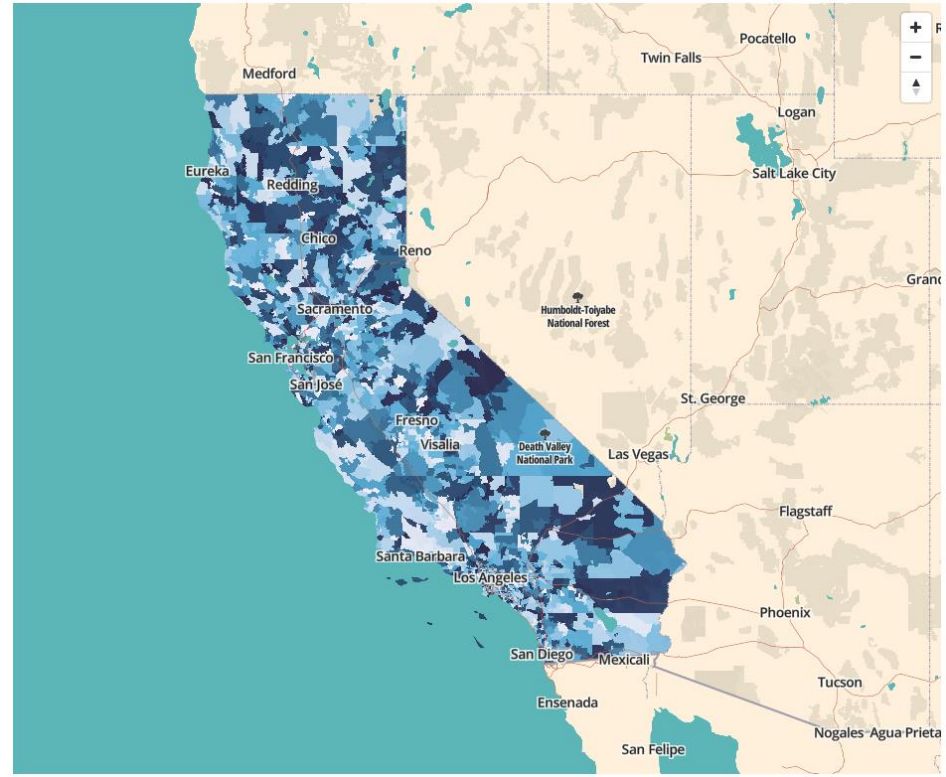 Pocatello
R
Twin Falls
Medford
Logan
Eureka
Redding
Salt Lake City
Chico
Reno
Grand
Sacramento
Humboldt-Toiyabe
National Forest
San Francisco
San José
St. George
Fresno
Visalia
Death Valley
National Park
Las Vegas
Flagstaff
Santa Barbara
Los Angeles
Phoenix
San Diego
Mexicali
Tucson
Ensenada
Nogales
Agua Prieta
San Felipe